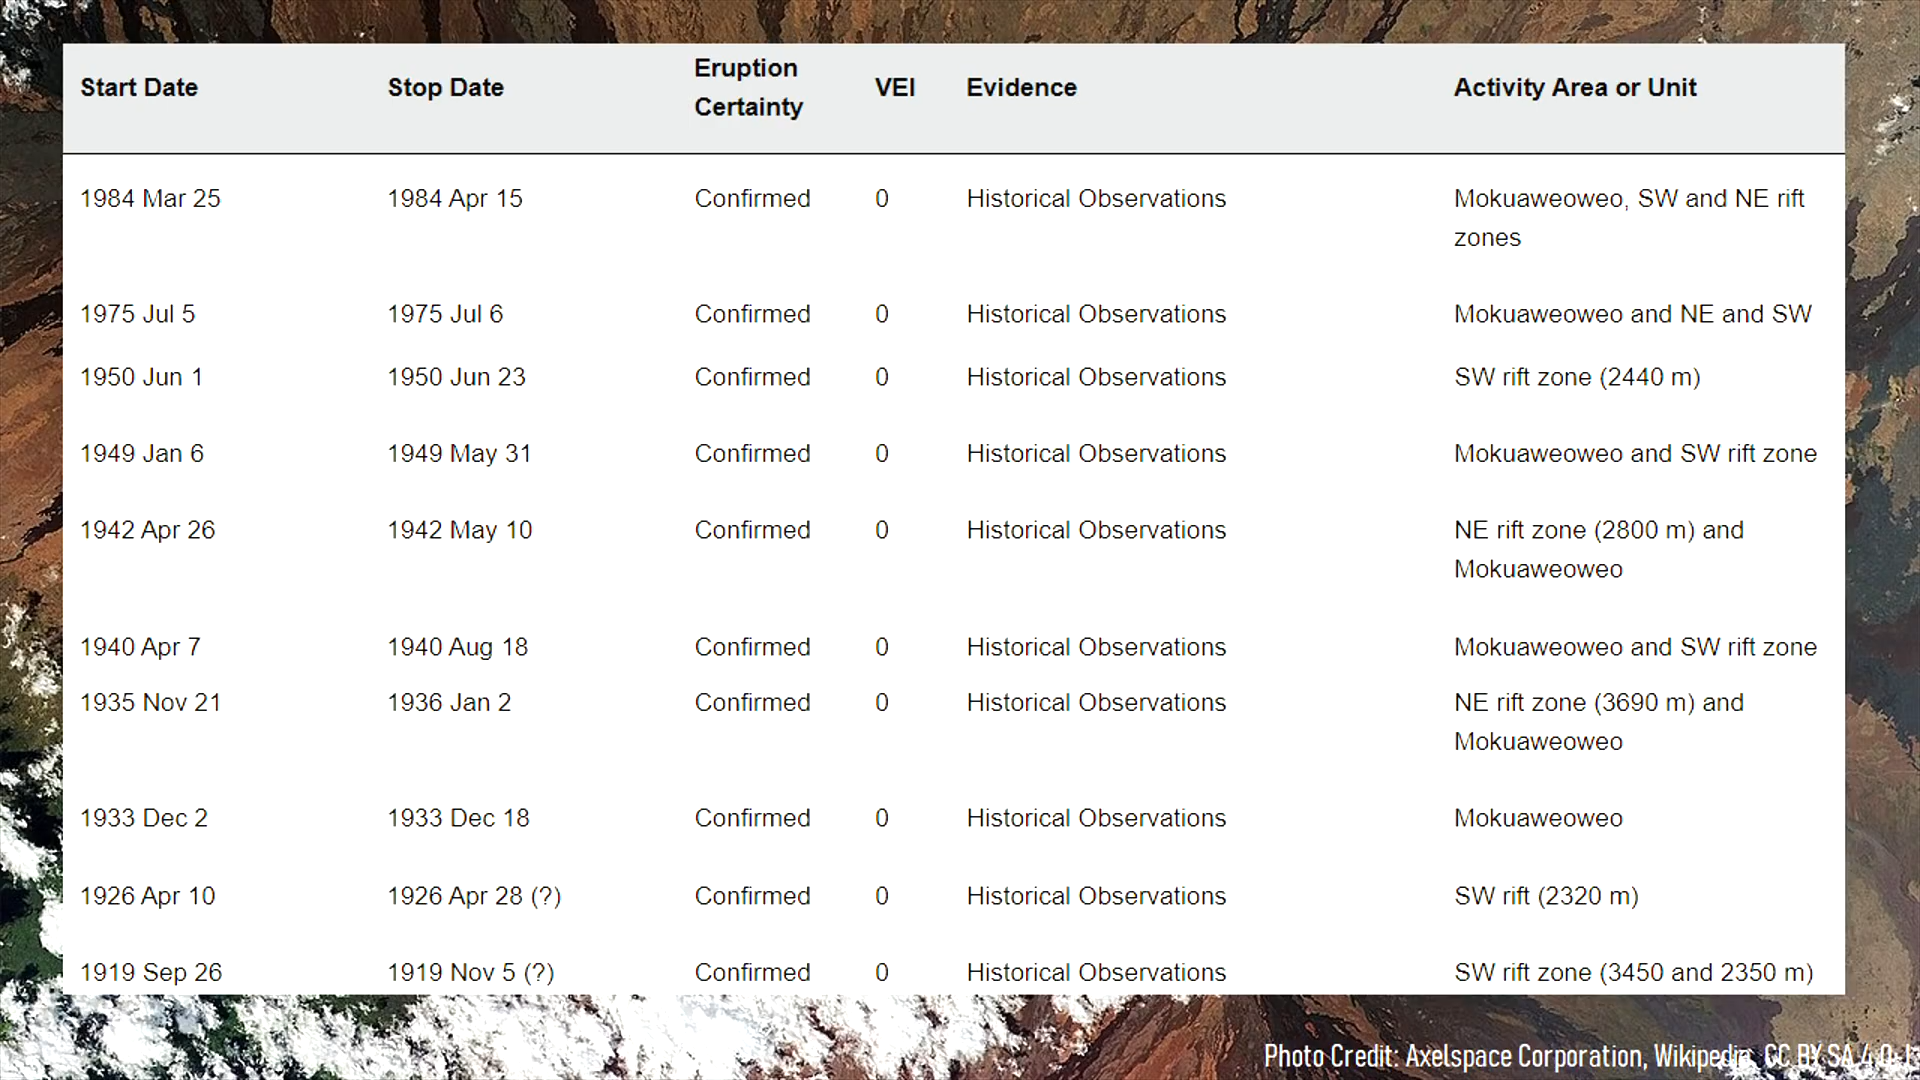 Start Date Stop Date Eruption Certainty VEI Evidence Activity Area or Unit
1984 Mar 25 1984 Apr 15 Confirmed 0 Historical Observations Mokuaweoweo, SW and NE rift
zones
1975 Jul 5 1975 Jul 6 Confirmed 0 Historical Observations Mokuaweoweo and NE and SW
1950 Jun 1 1950 Jun 23 Confirmed 0 Historical Observations SW rift zone (2440 m)
1949 Jan 6 1949 May 31 Confirmed 0 Historical Observations Mokuaweoweo and SW rift zone
1942 Apr 26 1942 May 10 Confirmed 0 Historical Observations NE rift zone (2800 m) and
Mokuaweoweo
1940 Apr 7 1940 Aug 18 Confirmed 0 Historical Observations Mokuaweoweo and SW rift zone
1935 Nov 21 1936 Jan 2 Confirmed 0 Historical Observations NE rift zone (3690 m) and
Mokuaweoweo
1933 Dec 2 1933 Dec 18 Confirmed 0 Historical Observations Mokuaweoweo
1926 Apr 10 1926 Apr 28 (?) Confirmed 0 Historical Observations SW rift (2320 m)
1919 Sep 26 1919 Nov 5 (?) Confirmed 0 Historical Observations SW rift zone (3450 and 2350 m)
Photo Credit: Axelspace Corporation, Wikipedia, CC BY SA 4.0